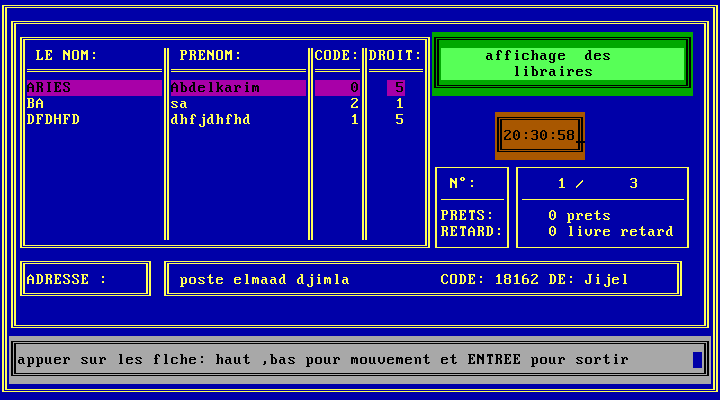 LE NOM: PRENOM: CODE: DROIT:
ARIES Abdelkarim 0 5
BA sa 2 1
DFDHFD dhfjdhfhd 1 5
affichage des
libraires
20:30:58
N°: 1 / 3
PRETS: 0 prets
RETARD: 0 livre retard
ADRESSE : poste elmaad djimla CODE: 18162 DE: Jijel
appuer sur les flche: haut ,bas pour mouvement et ENTREE pour sortir